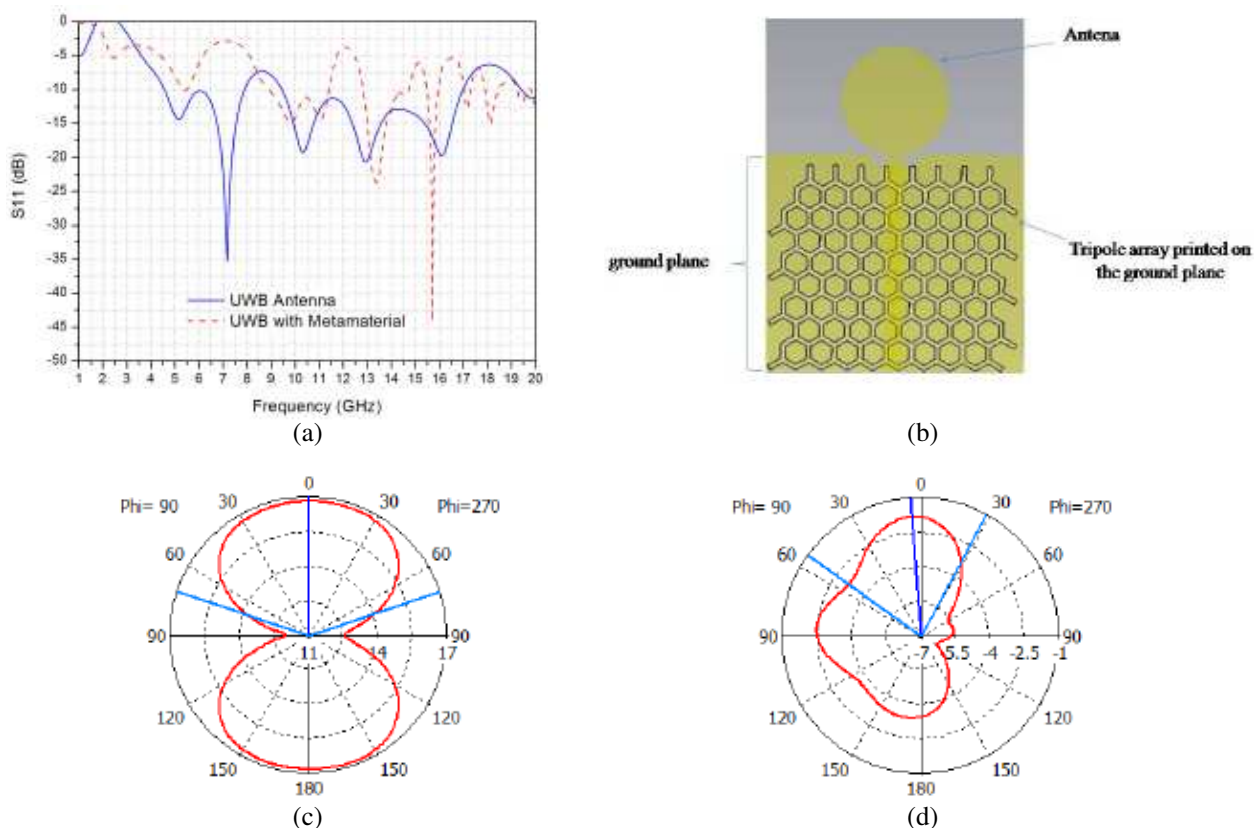 0
-5
-10
-15
-20
-25
-30
-35
-40
-45
-50
S11 (dB)
UWB Antenna
UWB with Metamaterial
1 2 3 4 5 6 7 8 9 10 11 12 13 14 15 16 17 18 19 20
Frequency (GHz)
(a)
Antena
ground plane
Tripole array printed on
the ground plane
(b)
0
Phi= 90 30 30 Phi=270
60 60
90 11 14 17 90
120 120
150 150
180
(c)
0
Phi= 90 30 30 Phi=270
60 60
90 -7 -5.5 -4 -2.5 -1 90
120 120
150 150
180
(d)